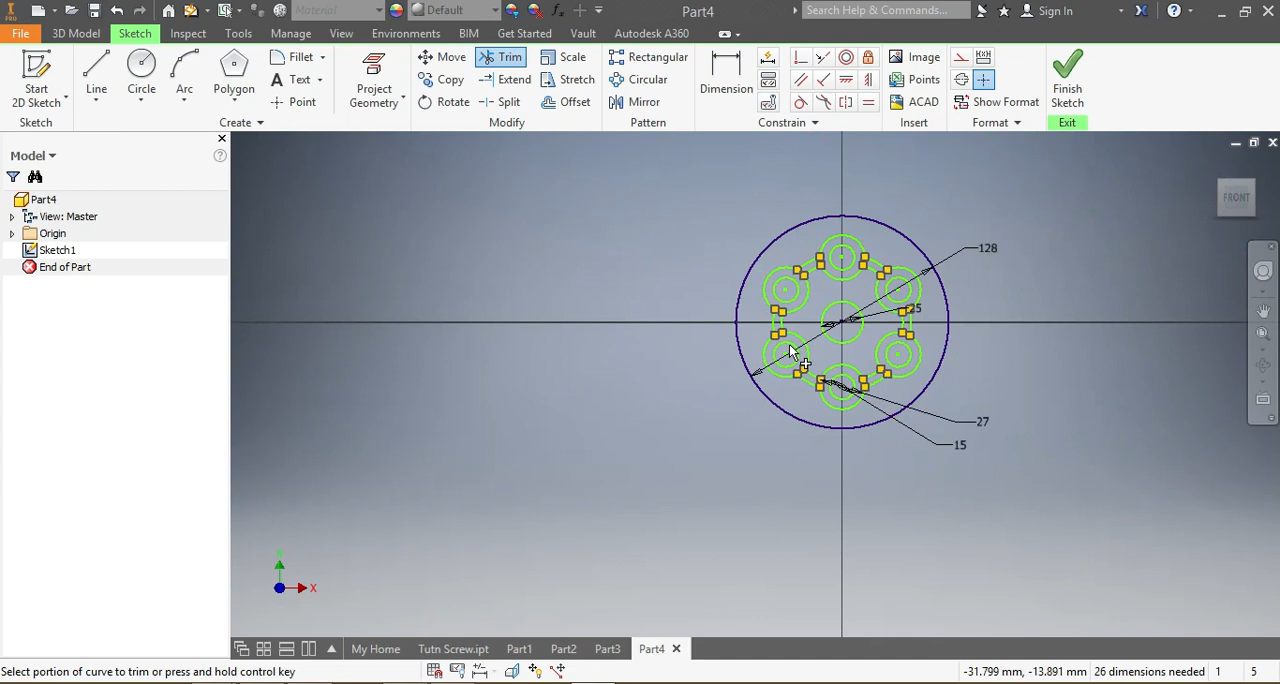 Material Default Part4 Search Help & Commands... Sign In
PRO
File 3D Model Sketch Inspect Tools Manage View Environments BIM Get Started Vault Autodesk A360
Start
2D Sketch
Line Circle Arc Polygon
Fillet
Text
Point
Project
Geometry
Move Trim Scale
Copy Extend Stretch
Rotate Split Offset
Rectangular
Circular
Mirror
Dimension
Image
Points
ACAD
Show Format
Finish
Sketch
Sketch Create Modify Pattern Constrain Insert Format Exit
Model
Part4
View: Master
Origin
Sketch1
End of Part
FRONT
128
25
27
15
X
My Home Tutn Screw.ipt Part1 Part2 Part3 Part4
Select portion of curve to trim or press and hold control key -31.799 mm, -13.891 mm 26 dimensions needed 1 5